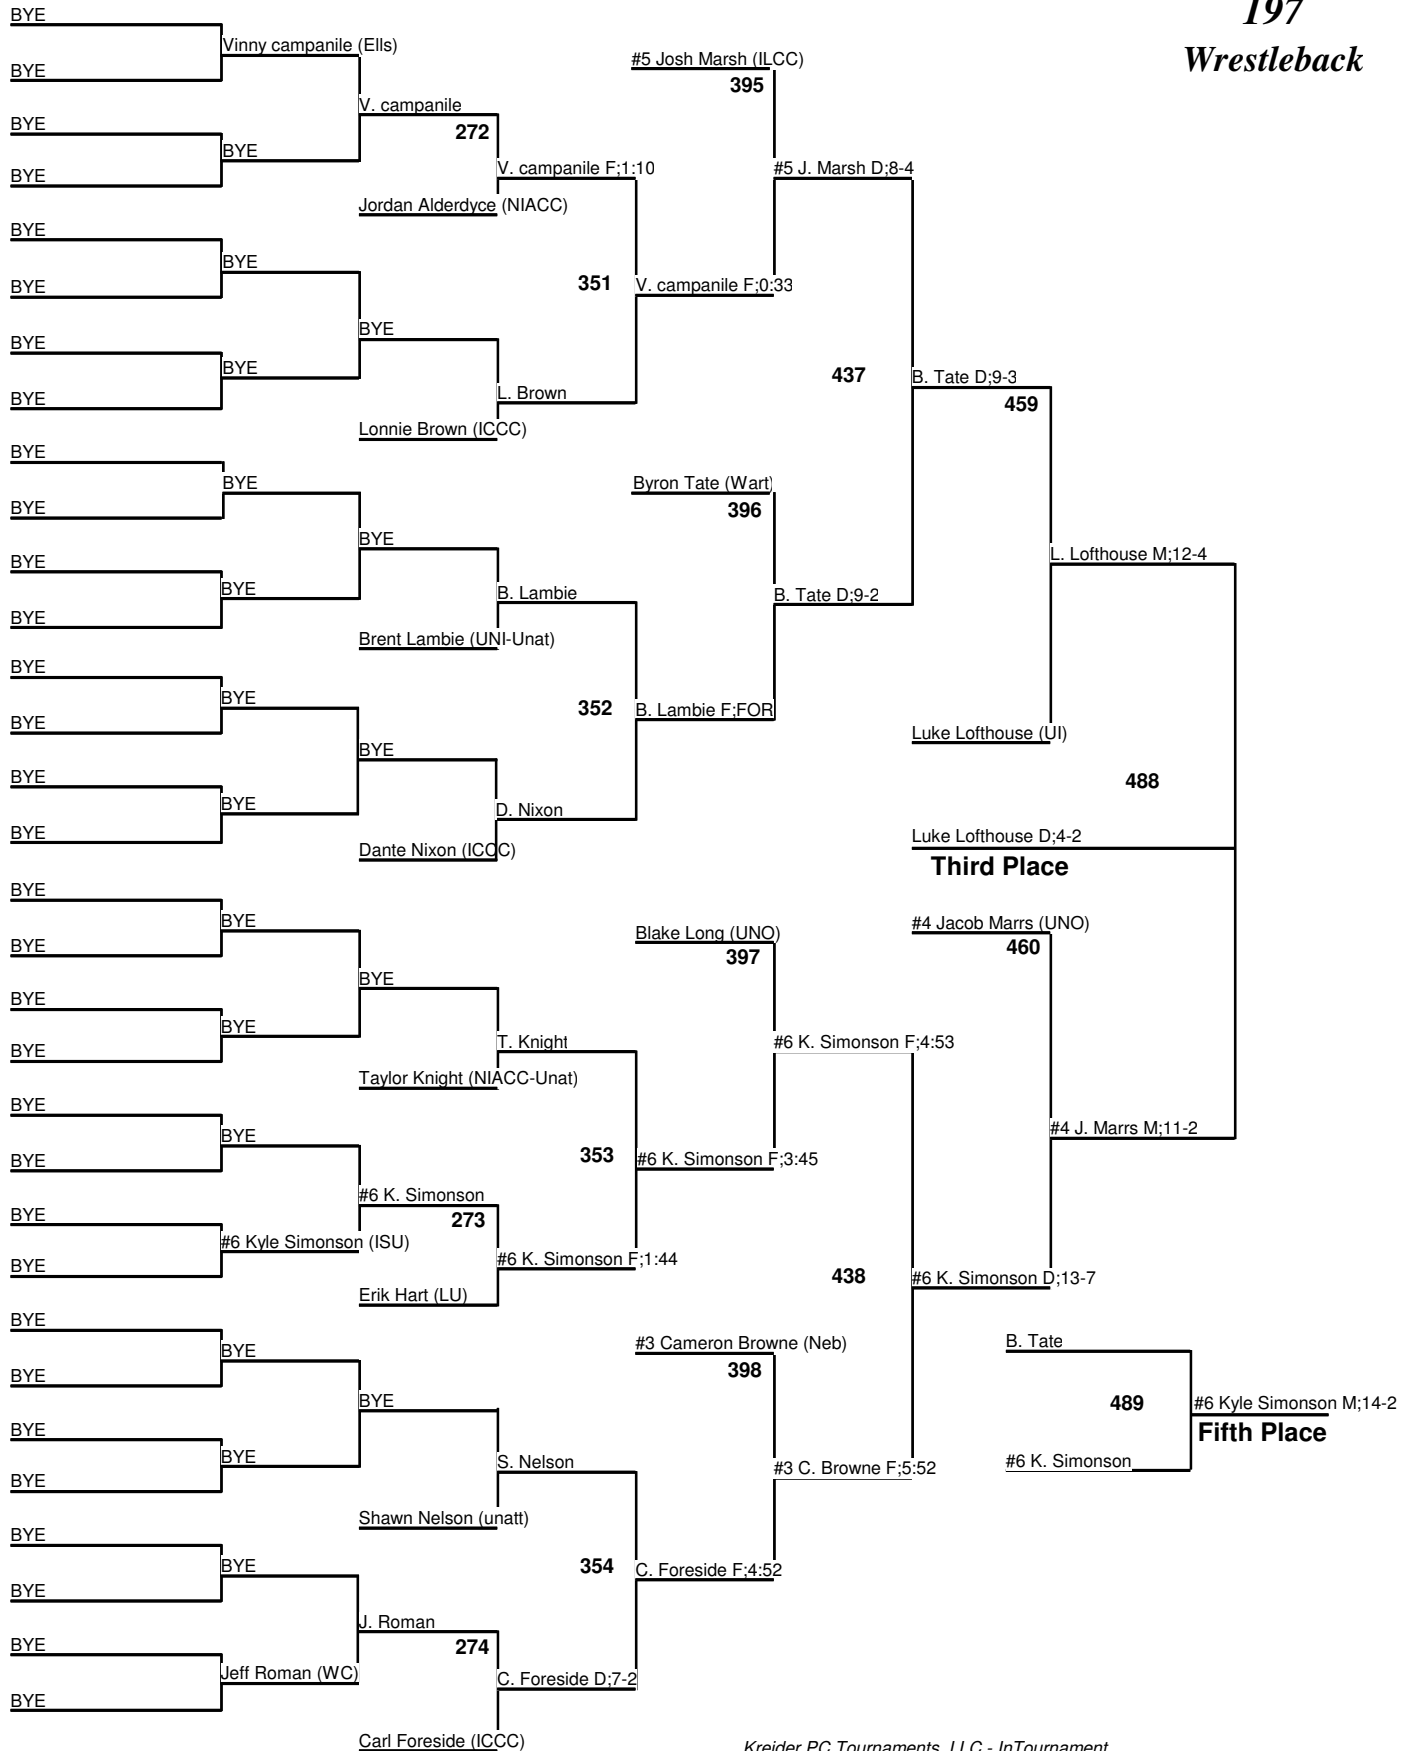 197
Wrestleback
BYE
Vinny campanile (Ells)
BYE
#5 Josh Marsh (ILCC)
395
V. campanile
272
BYE
BYE
BYE
V. campanile F;1:10
#5 J. Marsh D;8-4
Jordan Alderdyce (NIACC)
BYE
BYE
BYE
351
V. campanile F;0:33
BYE
BYE
BYE
BYE
437
B. Tate D;9-3
459
L. Brown
Lonnie Brown (ICCC)
BYE
BYE
BYE
Byron Tate (Wart)
396
BYE
BYE
BYE
BYE
L. Lofthouse M;12-4
B. Lambie
B. Tate D;9-2
Brent Lambie (UNI-Unat)
BYE
BYE
BYE
352
B. Lambie F;FOR
Luke Lofthouse (UI)
BYE
BYE
BYE
BYE
488
D. Nixon
Dante Nixon (ICCC)
Luke Lofthouse D;4-2
Third Place
BYE
BYE
BYE
Blake Long (UNO)
397
#4 Jacob Marrs (UNO)
460
BYE
BYE
BYE
BYE
T. Knight
#6 K. Simonson F;4:53
Taylor Knight (NIACC-Unat)
BYE
BYE
BYE
353
#6 K. Simonson F;3:45
#4 J. Marrs M;11-2
#6 K. Simonson
273
BYE
#6 Kyle Simonson (ISU)
BYE
#6 K. Simonson F;1:44
438
#6 K. Simonson D;13-7
Erik Hart (LU)
BYE
BYE
BYE
#3 Cameron Browne (Neb)
398
B. Tate
BYE
489
#6 Kyle Simonson M;14-2
Fifth Place
BYE
BYE
BYE
S. Nelson
#3 C. Browne F;5:52
#6 K. Simonson
Shawn Nelson (unatt)
BYE
BYE
BYE
354
C. Foreside F;4:52
J. Roman
274
BYE
Jeff Roman (WC)
BYE
C. Foreside D;7-2
Carl Foreside (ICCC)
Kreider PC Tournaments, LLC - InTournament